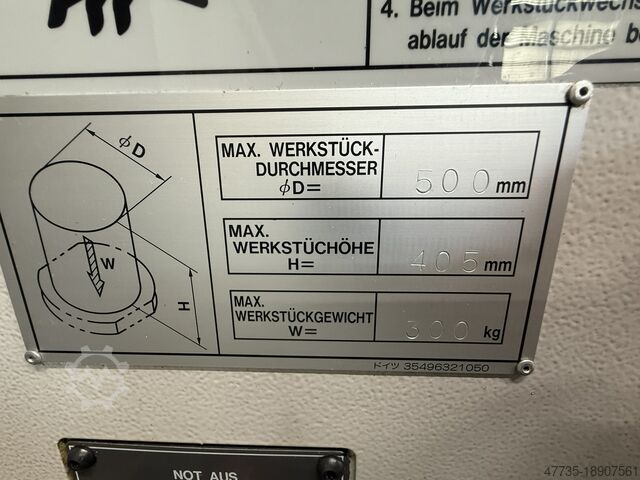 4. Beim Werkstückwechs
ablauf der Maschine be
φD
W
H
MAX. WERKSTÜCK-
DURCHMESSER
φD=
500 mm
MAX.
WERKSTÜCHÖHE
H=
405 mm
MAX.
WERKSTÜCKGEWICHT
W=
300 kg
ドイツ 35496321050
NOT AUS
47735-18907561